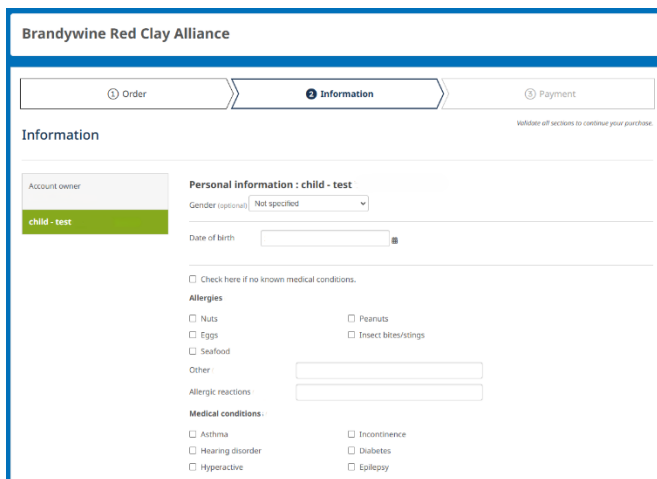 Brandywine Red Clay Alliance
1 Order
2 Information
3 Payment
Validate all sections to continue your purchase.
Information
Account owner
child - test
Personal information : child - test
Gender (optional) Not specified
Date of birth
Check here if no known medical conditions.
Allergies
Nuts Peanuts
Eggs Insect bites/stings
Seafood
Other
Allergic reactions
Medical conditions
Asthma Incontinence
Hearing disorder Diabetes
Hyperactive Epilepsy